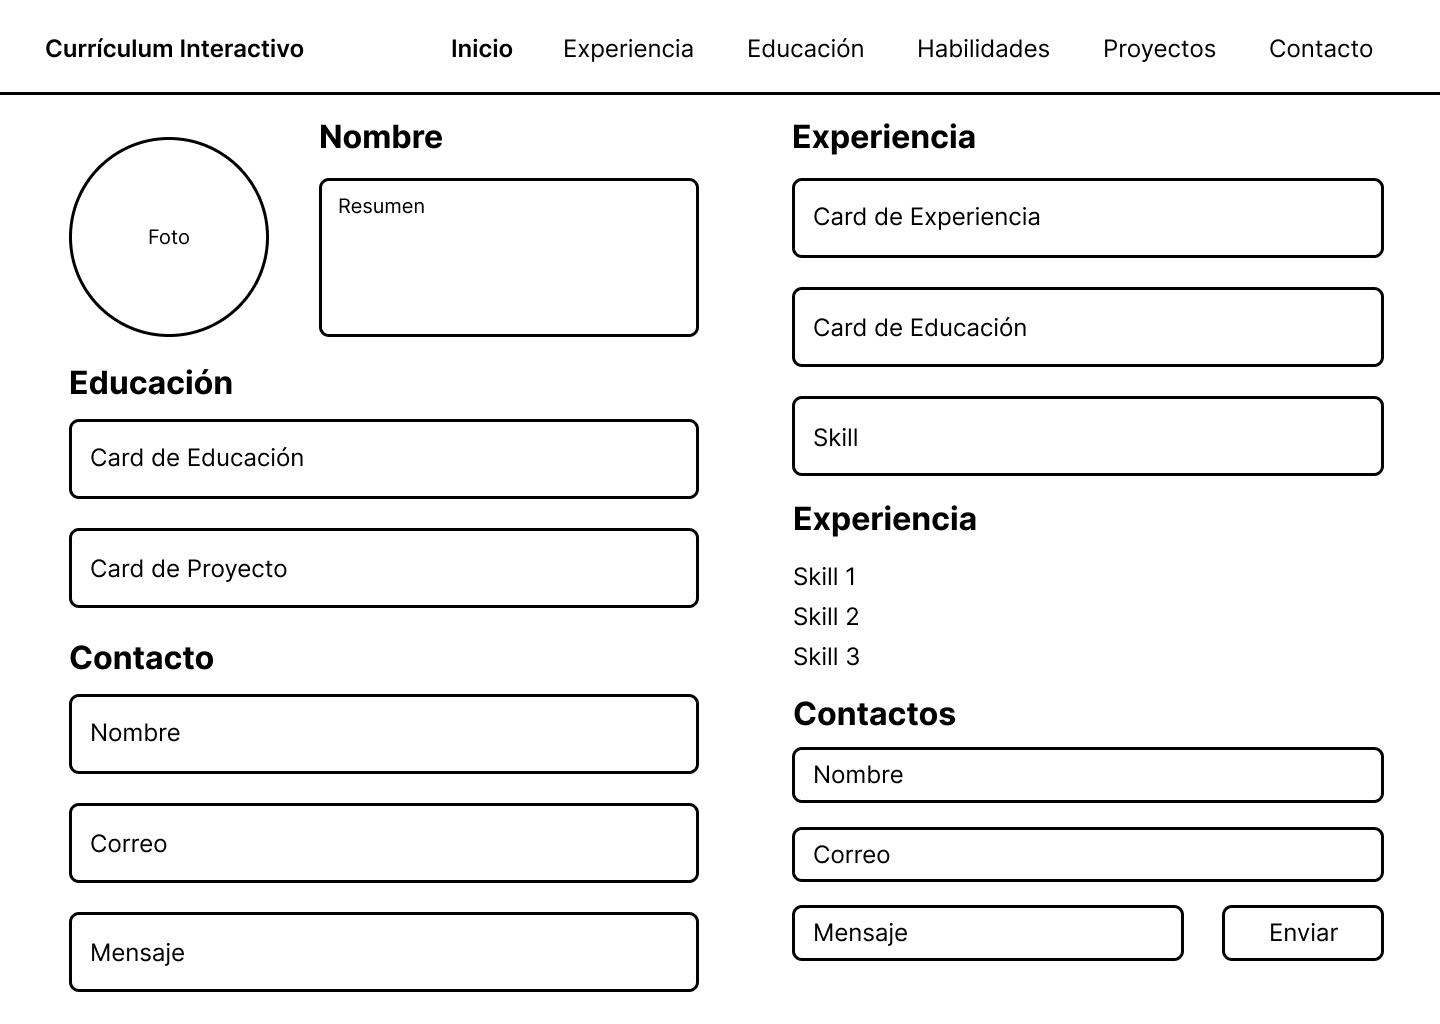 Currículum Interactivo
Inicio
Experiencia
Educación
Habilidades
Proyectos
Contacto
Foto
Nombre
Resumen
Educación
Card de Educación
Card de Proyecto
Contacto
Nombre
Correo
Mensaje
Experiencia
Card de Experiencia
Card de Educación
Skill
Experiencia
Skill 1
Skill 2
Skill 3
Contactos
Nombre
Correo
Mensaje
Enviar